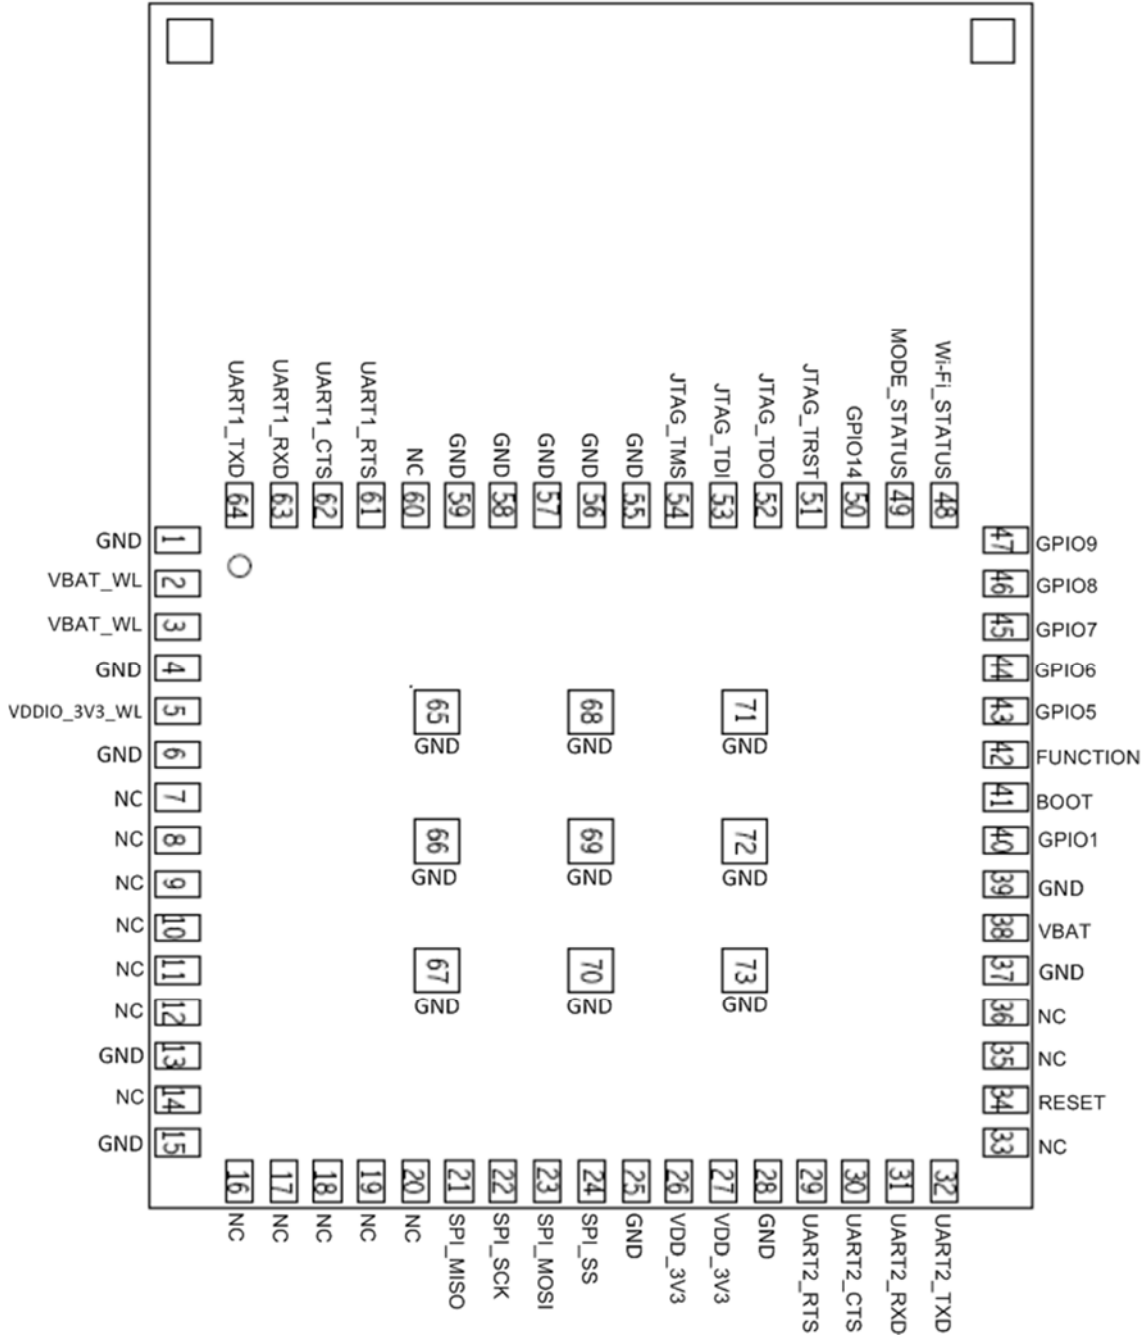 UART1_TXD
UART1_RXD
UART1_CTS
UART1_RTS
NC
GND
GND
GND
GND
GND
JTAG_TMS
JTAG_TDI
JTAG_TDO
JTAG_TRST
GPIO14
MODE_STATUS
Wi-Fi_STATUS
64
63
62
61
60
59
58
57
56
55
54
53
52
51
50
49
48
GND 1
VBAT_WL 2
VBAT_WL 3
GND 4
VDDIO_3V3_WL 5
GND 6
NC 7
NC 8
NC 9
NC 10
NC 11
NC 12
GND 13
NC 14
GND 15
65
GND
68
GND
71
GND
66
GND
69
GND
72
GND
67
GND
70
GND
73
GND
47 GPIO9
46 GPIO8
45 GPIO7
44 GPIO6
43 GPIO5
42 FUNCTION
41 BOOT
40 GPIO1
39 GND
38 VBAT
37 GND
36 NC
35 NC
34 RESET
33 NC
16
17
18
19
20
21
22
23
24
25
26
27
28
29
30
31
32
NC
NC
NC
NC
NC
SPI_MISO
SPI_SCK
SPI_MOSI
SPI_SS
GND
VDD_3V3
VDD_3V3
GND
UART2_RTS
UART2_CTS
UART2_RXD
UART2_TXD